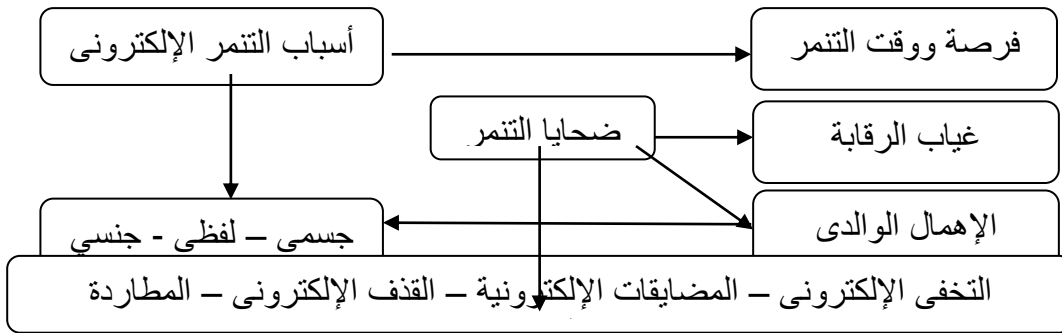 فرصة ووقت التنمر
أسباب التنمر الإلكترونى
ضحايا التنمر
غياب الرقابة
الإهمال الوالدى
جسمى – لفظى - جنسي
التخفى الإلكترونى – المضايقات الإلكترونية – القذف الإلكترونى – المطاردة